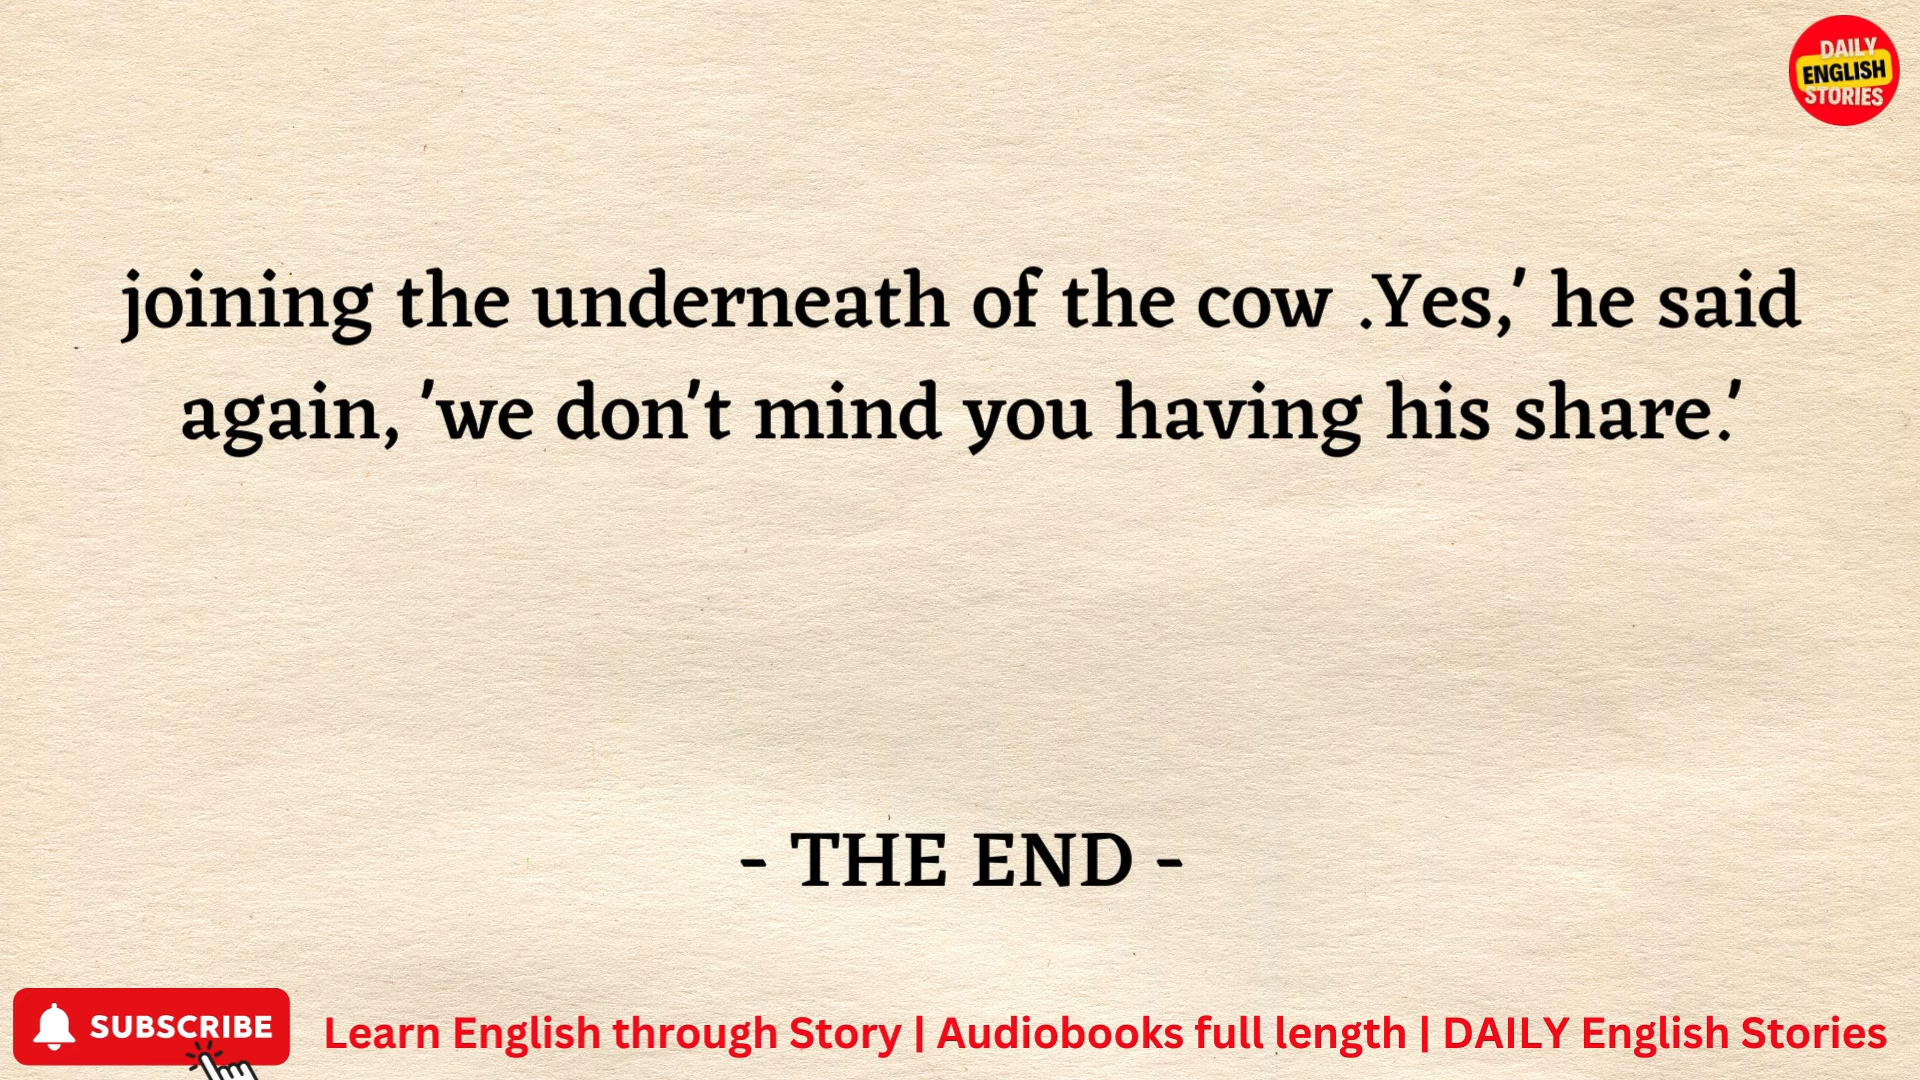 DAILY
ENGLISH
STORIES
joining the underneath of the cow .Yes,' he said
again, 'we don't mind you having his share.'
- THE END -
SUBSCRIBE
Learn English through Story | Audiobooks full length | DAILY English Stories